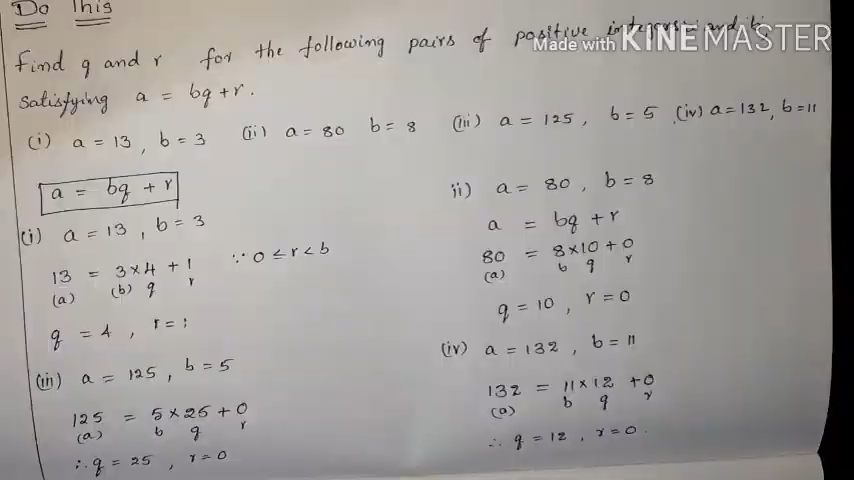 Do This
Find q and r for the following pairs of positive integers
Made with KINEMASTER
satisfying a = bq + r.
(i) a = 13, b = 3 (ii) a = 80 b = 8 (iii) a = 125, b = 5, (iv) a = 132, b = 11
a = bq + r
(i) a = 13, b = 3
13 = 3×4 + 1 ∵ 0 ≤ r < b
(a) (b) q r
q = 4, r = 1
(iii) a = 125, b = 5
125 = 5×25 + 0
(a) b q r
∴ q = 25, r = 0
ii) a = 80, b = 8
a = bq + r
80 = 8×10 + 0
(a) b q r
q = 10, r = 0
(iv) a = 132, b = 11
132 = 11×12 + 0
(a) b q r
∴ q = 12, r = 0.